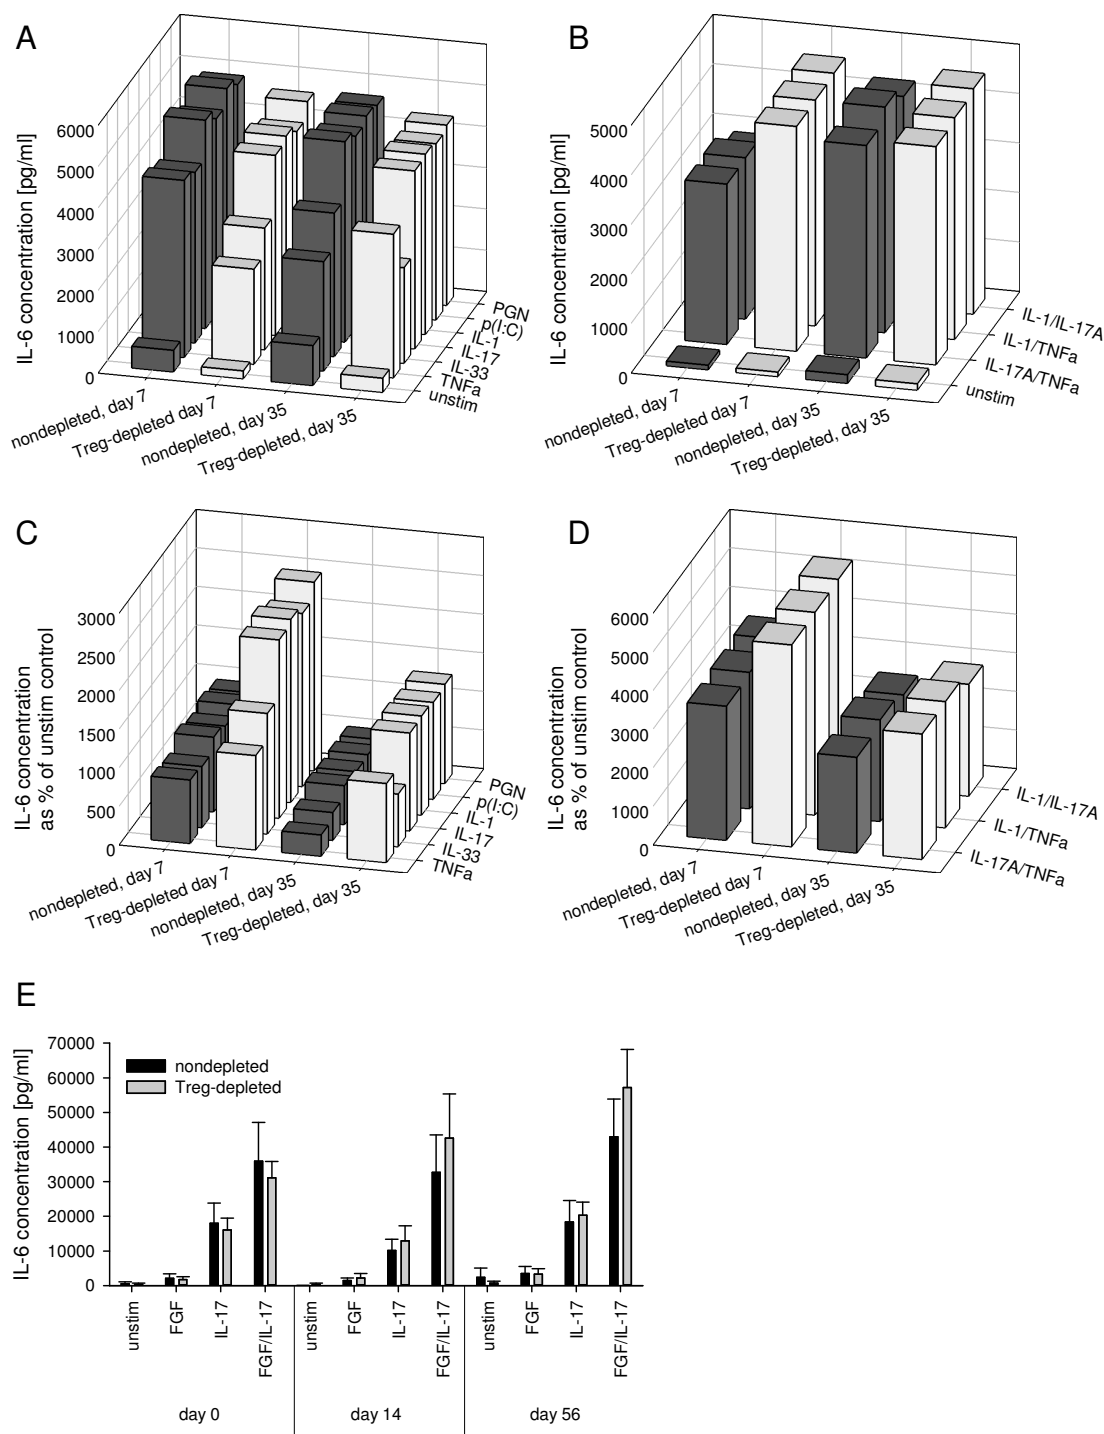 A
IL-6 concentration [pg/ml]
6000
5000
4000
3000
2000
1000
0
nondepleted, day 7
Treg-depleted day 7
nondepleted, day 35
Treg-depleted, day 35
PGN
p(I:C)
IL-1
IL-17
IL-33
TNFa
unstim
B
IL-6 concentration [pg/ml]
5000
4000
3000
2000
1000
0
nondepleted, day 7
Treg-depleted day 7
nondepleted, day 35
Treg-depleted, day 35
IL-1/IL-17A
IL-1/TNFa
IL-17A/TNFa
unstim
C
IL-6 concentration
as % of unstim control
3000
2500
2000
1500
1000
500
0
nondepleted, day 7
Treg-depleted day 7
nondepleted, day 35
Treg-depleted, day 35
PGN
p(I:C)
IL-1
IL-17
IL-33
TNFa
D
IL-6 concentration
as % of unstim control
6000
5000
4000
3000
2000
1000
0
nondepleted, day 7
Treg-depleted day 7
nondepleted, day 35
Treg-depleted, day 35
IL-1/IL-17A
IL-1/TNFa
IL-17A/TNFa
E
IL-6 concentration [pg/ml]
70000
60000
50000
40000
30000
20000
10000
0
nondepleted
Treg-depleted
unstim
FGF
IL-17
FGF/IL-17
unstim
FGF
IL-17
FGF/IL-17
unstim
FGF
IL-17
FGF/IL-17
day 0
day 14
day 56